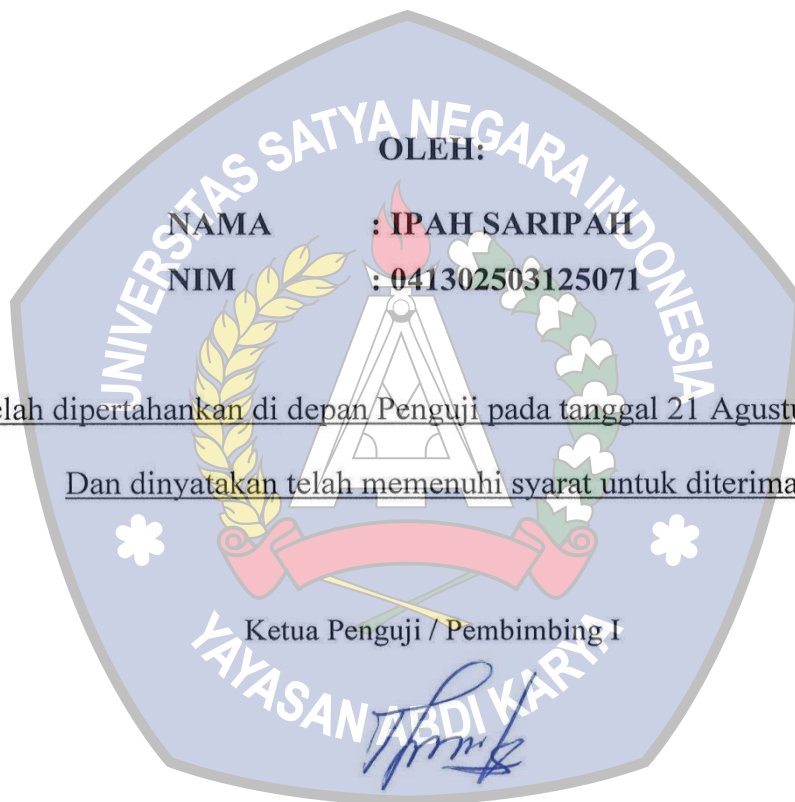 UNIVERSITAS SATYA NEGARA INDONESIA
OLEH:
NAMA : IPAH SARIPAH
NIM : 041302503125071
elah dipertahankan di depan Penguji pada tanggal 21 Agustu
Dan dinyatakan telah memenuhi syarat untuk diterima
Ketua Penguji / Pembimbing I
YAYASAN ABDI KARYA